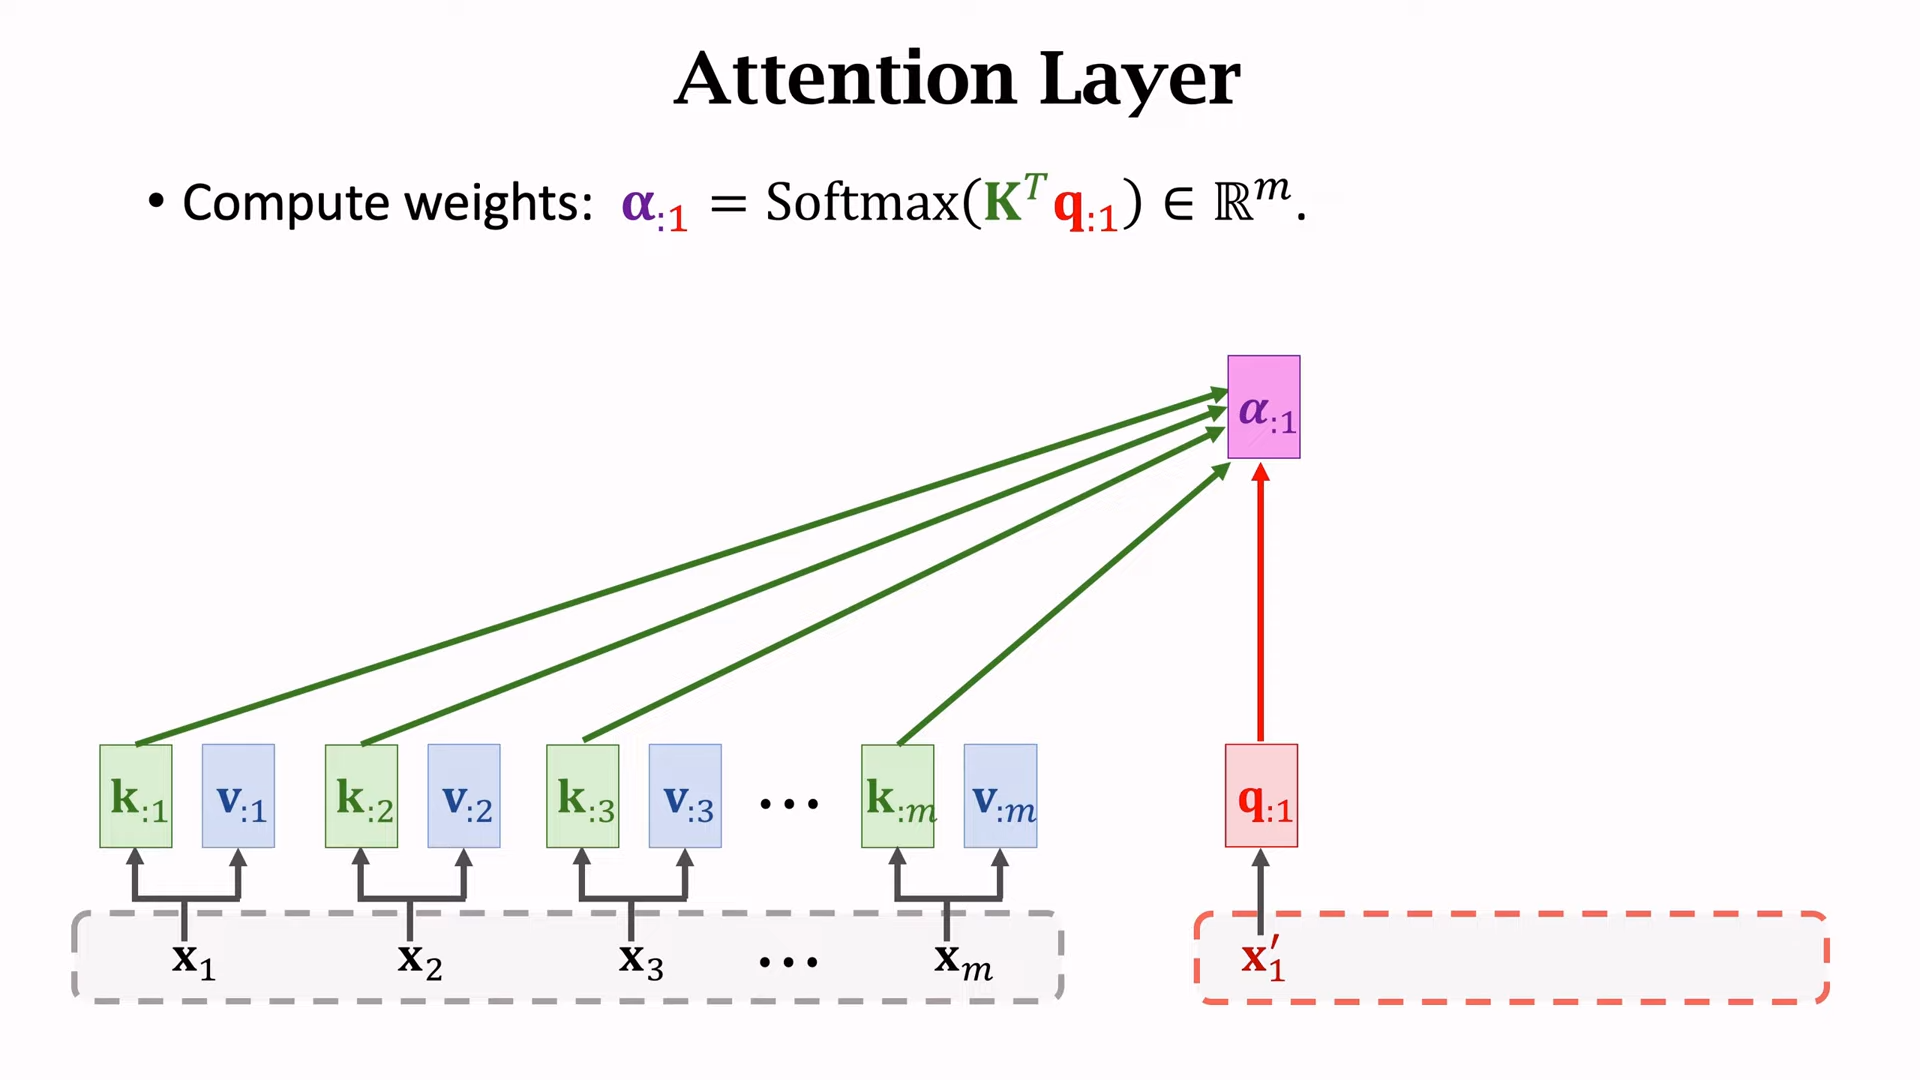 Attention Layer
• Compute weights: α:1 = Softmax(Kᵀq:1) ∈ ℝᵐ.
α:1
k:1 v:1 k:2 v:2 k:3 v:3 ⋯ k:m v:m q:1
x₁ x₂ x₃ ⋯ xₘ x′₁